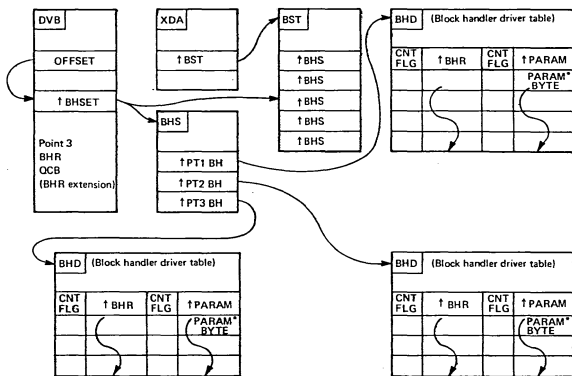 DVB
OFFSET
↑ BHSET
Point 3
BHR
QCB
(BHR extension)
XDA
↑ BST
BST
↑ BHS
↑ BHS
↑ BHS
↑ BHS
↑ BHS
BHS
↑ PT1 BH
↑ PT2 BH
↑ PT3 BH
BHD (Block handler driver table)
CNT FLG ↑ BHR CNT FLG ↑ PARAM
PARAM*
BYTE
BHD (Block handler driver table)
CNT FLG ↑ BHR CNT FLG ↑ PARAM
PARAM*
BYTE
BHD (Block handler driver table)
CNT FLG ↑ BHR CNT FLG ↑ PARAM
PARAM*
BYTE